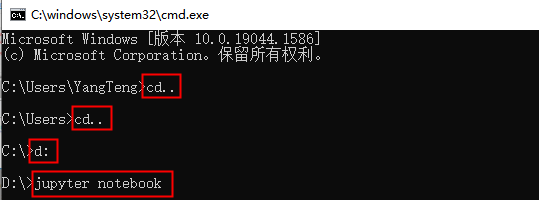 C:\windows\system32\cmd.exe
Microsoft Windows [版本 10.0.19044.1586]
(c) Microsoft Corporation。保留所有权利。
C:\Users\YangTeng>cd..
C:\Users>cd..
C:\>d:
D:\>jupyter notebook